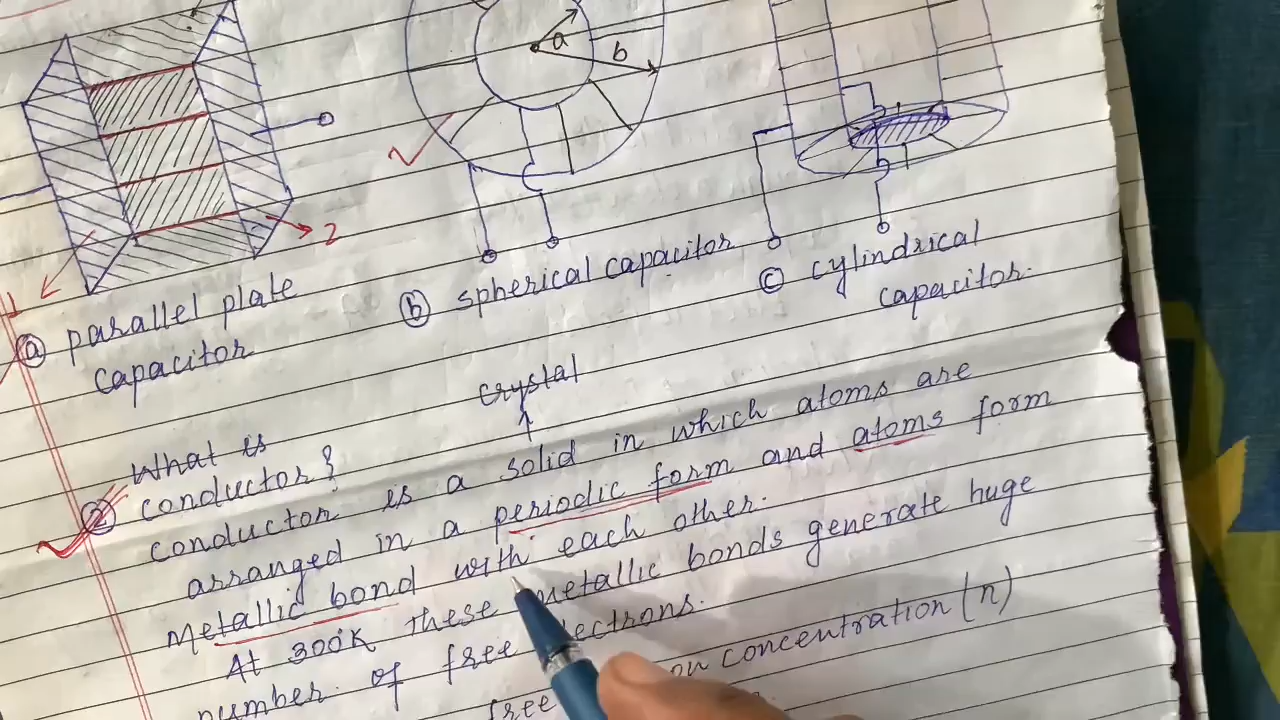 a
b
2
1
ⓐ parallel plate
capacitor
ⓑ spherical capacitor
ⓒ cylindrical
capacitor.
crystal
② What is
conductor?
conductor is a solid in which atoms are
arranged in a periodic form and atoms form
metallic bond with each other.
At 300K these metallic bonds generate huge
number of free electrons.
free on concentration (n)